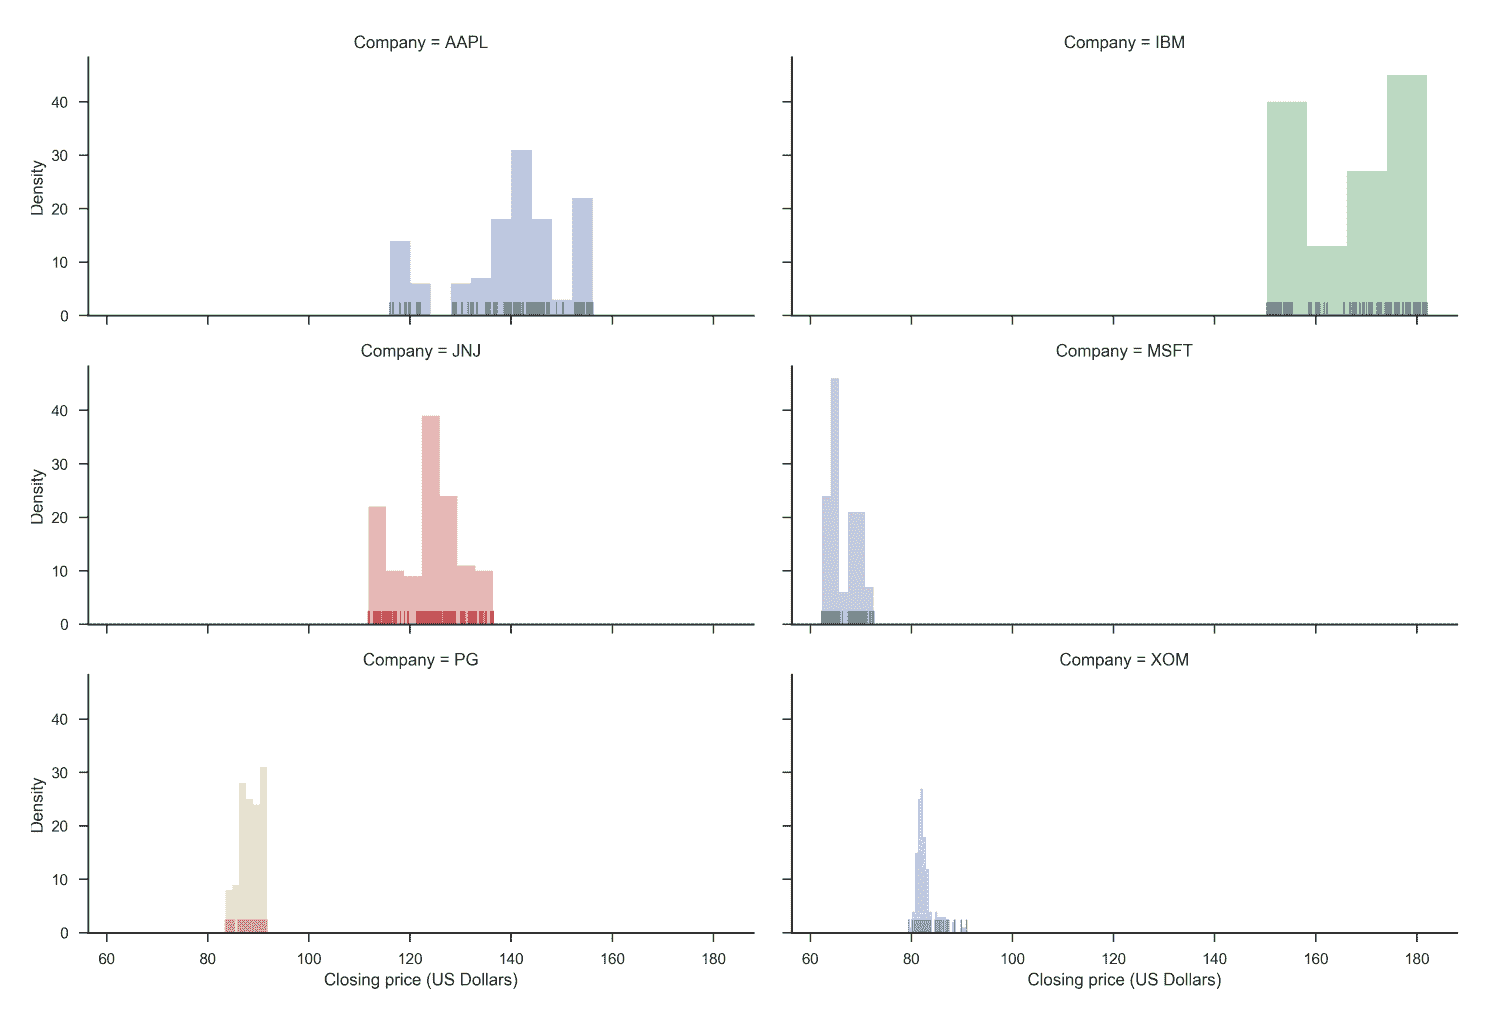 Company = AAPL
Company = IBM
Density
40
30
20
10
0
Company = JNJ
Company = MSFT
Density
40
30
20
10
0
Company = PG
Company = XOM
Density
40
30
20
10
0
60 80 100 120 140 160 180
60 80 100 120 140 160 180
Closing price (US Dollars)
Closing price (US Dollars)